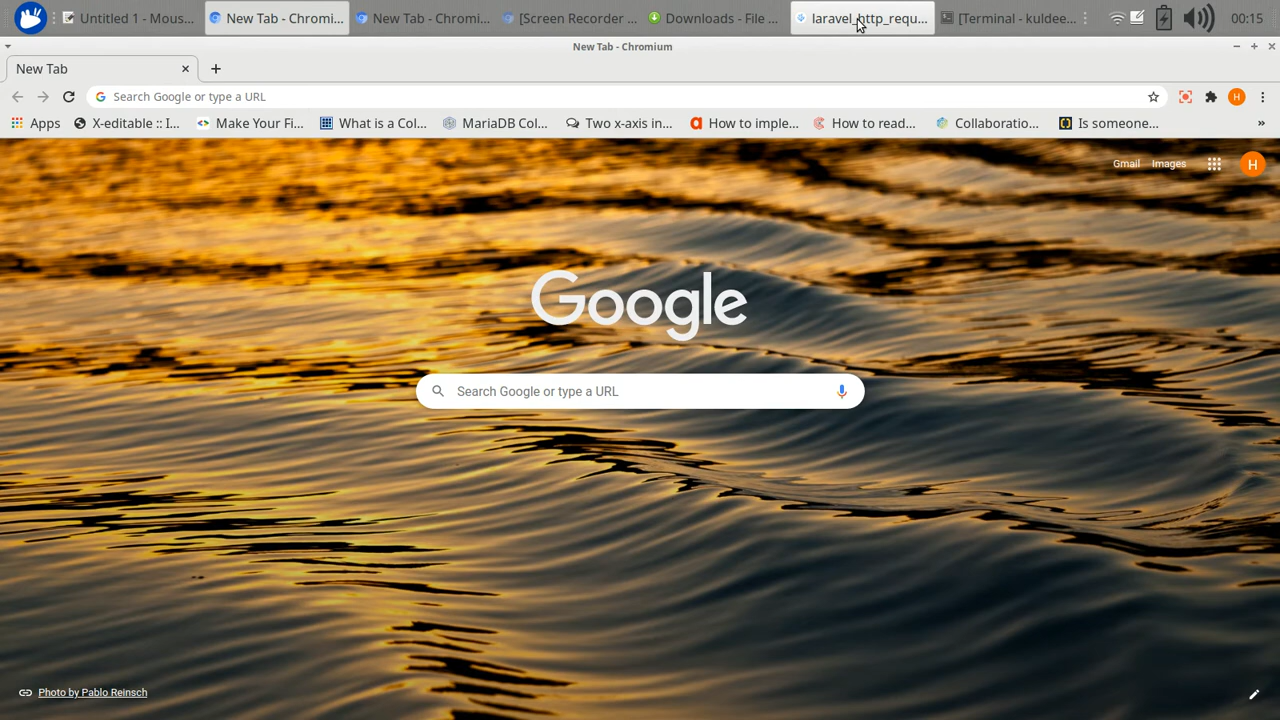 Untitled 1 - Mous...
New Tab - Chromi...
New Tab - Chromi...
[Screen Recorder ...
Downloads - File ...
laravel_http_requ...
[Terminal - kuldee...
00:15
New Tab - Chromium
New Tab
Search Google or type a URL
H
Apps
X-editable :: I...
Make Your Fi...
What is a Col...
MariaDB Col...
Two x-axis in...
How to imple...
How to read...
Collaboratio...
Is someone...
»
Gmail
Images
H
Google
Search Google or type a URL
Photo by Pablo Reinsch